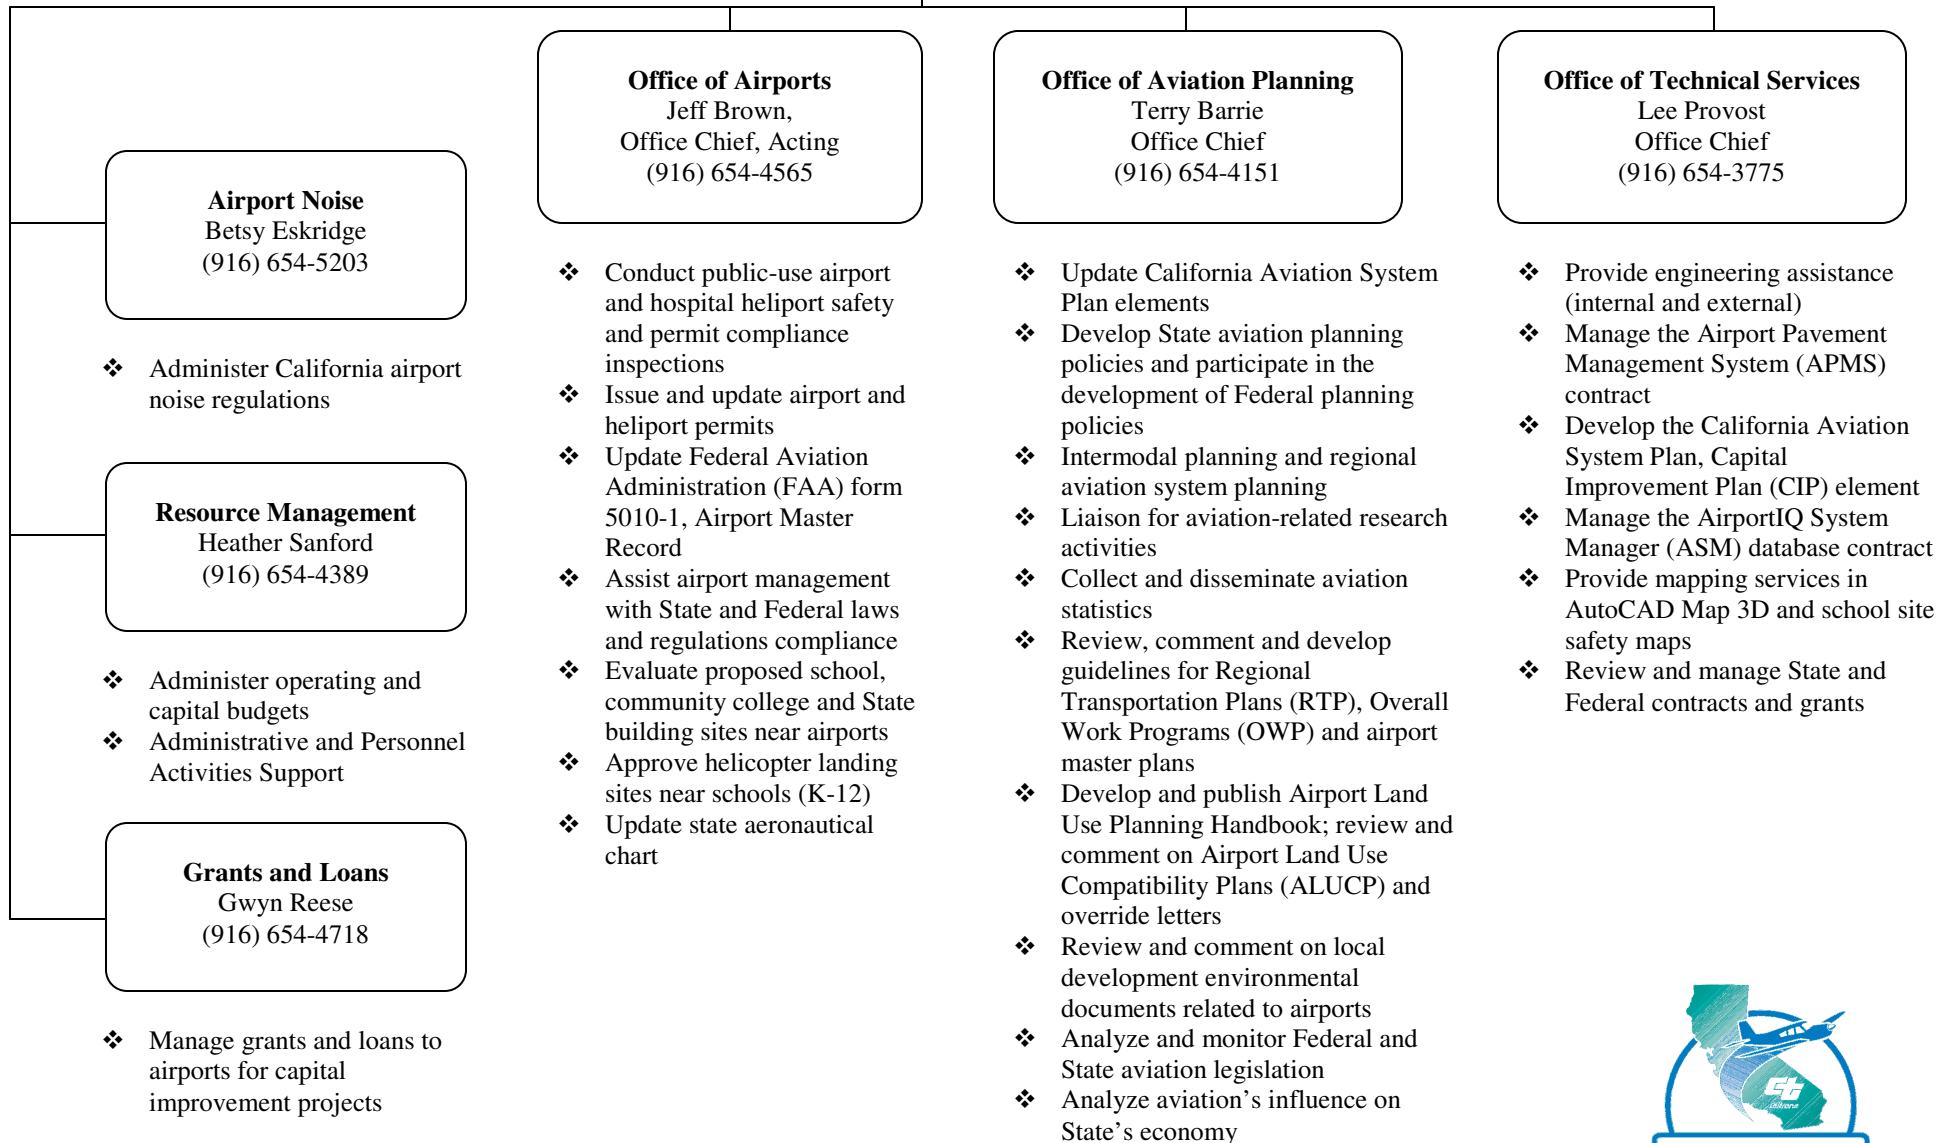 Airport Noise
Betsy Eskridge
(916) 654-5203
❖ Administer California airport
noise regulations
Resource Management
Heather Sanford
(916) 654-4389
❖ Administer operating and
capital budgets
❖ Administrative and Personnel
Activities Support
Grants and Loans
Gwyn Reese
(916) 654-4718
❖ Manage grants and loans to
airports for capital
improvement projects
Office of Airports
Jeff Brown,
Office Chief, Acting
(916) 654-4565
❖ Conduct public-use airport
and hospital heliport safety
and permit compliance
inspections
❖ Issue and update airport and
heliport permits
❖ Update Federal Aviation
Administration (FAA) form
5010-1, Airport Master
Record
❖ Assist airport management
with State and Federal laws
and regulations compliance
❖ Evaluate proposed school,
community college and State
building sites near airports
❖ Approve helicopter landing
sites near schools (K-12)
❖ Update state aeronautical
chart
Office of Aviation Planning
Terry Barrie
Office Chief
(916) 654-4151
❖ Update California Aviation System
Plan elements
❖ Develop State aviation planning
policies and participate in the
development of Federal planning
policies
❖ Intermodal planning and regional
aviation system planning
❖ Liaison for aviation-related research
activities
❖ Collect and disseminate aviation
statistics
❖ Review, comment and develop
guidelines for Regional
Transportation Plans (RTP), Overall
Work Programs (OWP) and airport
master plans
❖ Develop and publish Airport Land
Use Planning Handbook; review and
comment on Airport Land Use
Compatibility Plans (ALUCP) and
override letters
❖ Review and comment on local
development environmental
documents related to airports
❖ Analyze and monitor Federal and
State aviation legislation
❖ Analyze aviation’s influence on
State’s economy
Office of Technical Services
Lee Provost
Office Chief
(916) 654-3775
❖ Provide engineering assistance
(internal and external)
❖ Manage the Airport Pavement
Management System (APMS)
contract
❖ Develop the California Aviation
System Plan, Capital
Improvement Plan (CIP) element
❖ Manage the AirportIQ System
Manager (ASM) database contract
❖ Provide mapping services in
AutoCAD Map 3D and school site
safety maps
❖ Review and manage State and
Federal contracts and grants
ct
Caltrans